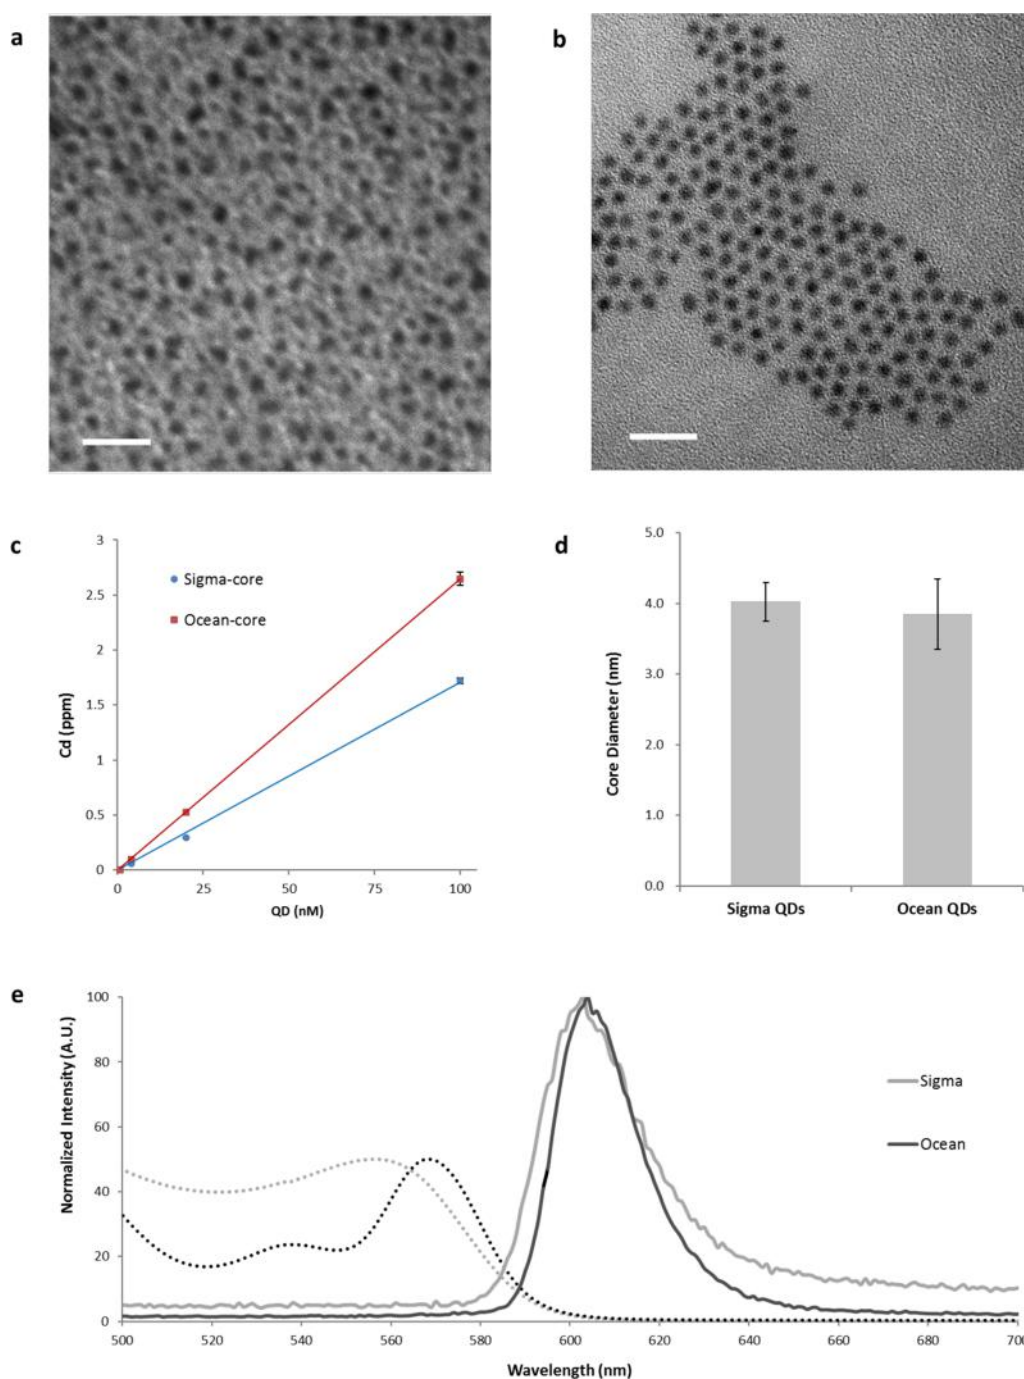 a
b
c
3
2.5
2
1.5
1
0.5
0
Cd (ppm)
Sigma-core
Ocean-core
0
25
50
75
100
QD (nM)
d
5.0
4.0
3.0
2.0
1.0
0.0
Core Diameter (nm)
Sigma QDs
Ocean QDs
e
100
80
60
40
20
0
Normalized Intensity (A.U.)
Sigma
Ocean
500
520
540
560
580
600
620
640
660
680
700
Wavelength (nm)